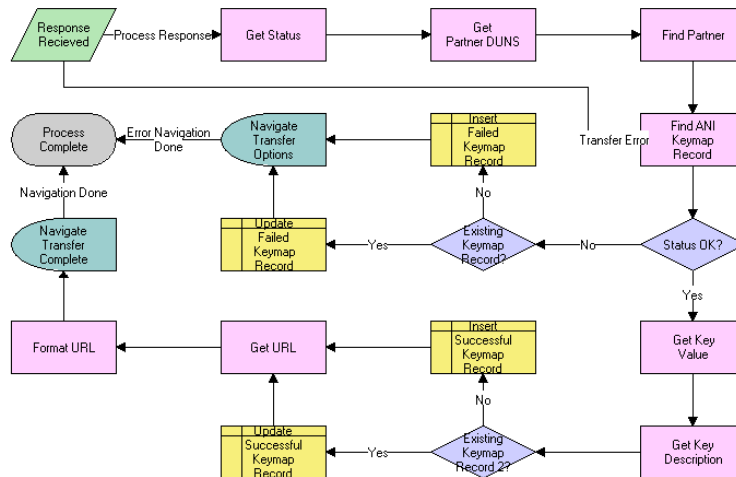 Response
Recieved
Process Response
Get Status
Get
Partner DUNS
Find Partner
Process
Complete
Error Navigation
Done
Navigate
Transfer
Options
Insert
Failed
Keymap
Record
Transfer Error
Find ANI
Keymap
Record
Navigation Done
No
Navigate
Transfer
Complete
Update
Failed
Keymap
Record
Yes
Existing
Keymap
Record?
No
Status OK?
Yes
Format URL
Get URL
Insert
Successful
Keymap
Record
Get Key
Value
No
Update
Successful
Keymap
Record
Yes
Existing
Keymap
Record 2?
Get Key
Description